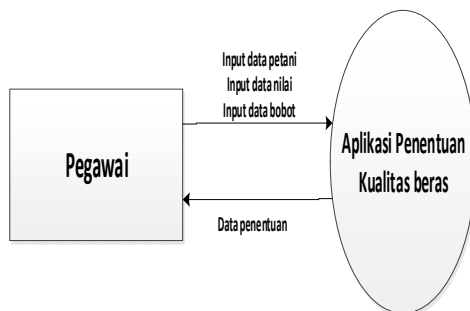 Input data petani
Input data nilai
Input data bobot
Pegawai
Aplikasi Penentuan
Kualitas beras
Data penentuan